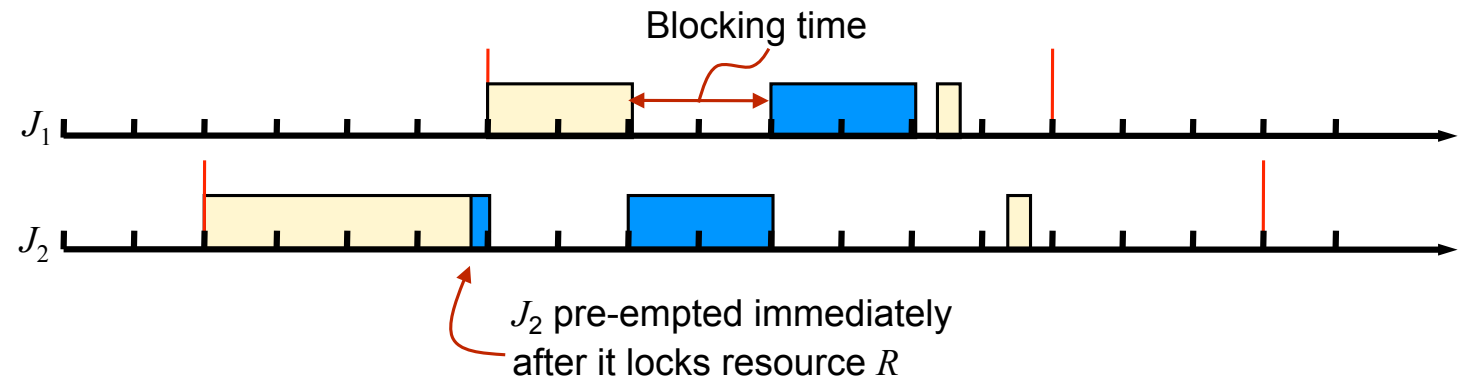 Blocking time
J₁
J₂
J₂ pre-empted immediately
after it locks resource R